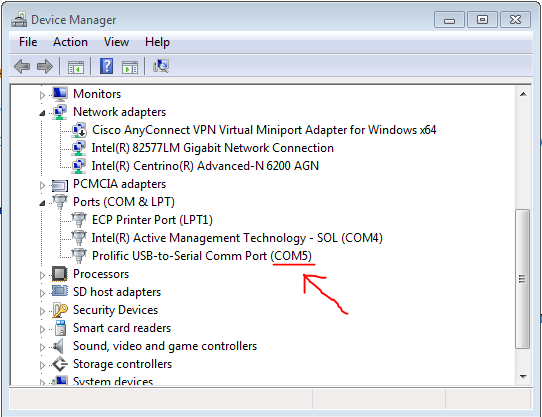 Device Manager
File Action View Help
Monitors
Network adapters
Cisco AnyConnect VPN Virtual Miniport Adapter for Windows x64
Intel(R) 82577LM Gigabit Network Connection
Intel(R) Centrino(R) Advanced-N 6200 AGN
PCMCIA adapters
Ports (COM & LPT)
ECP Printer Port (LPT1)
Intel(R) Active Management Technology - SOL (COM4)
Prolific USB-to-Serial Comm Port (COM5)
Processors
SD host adapters
Security Devices
Smart card readers
Sound, video and game controllers
Storage controllers
System devices